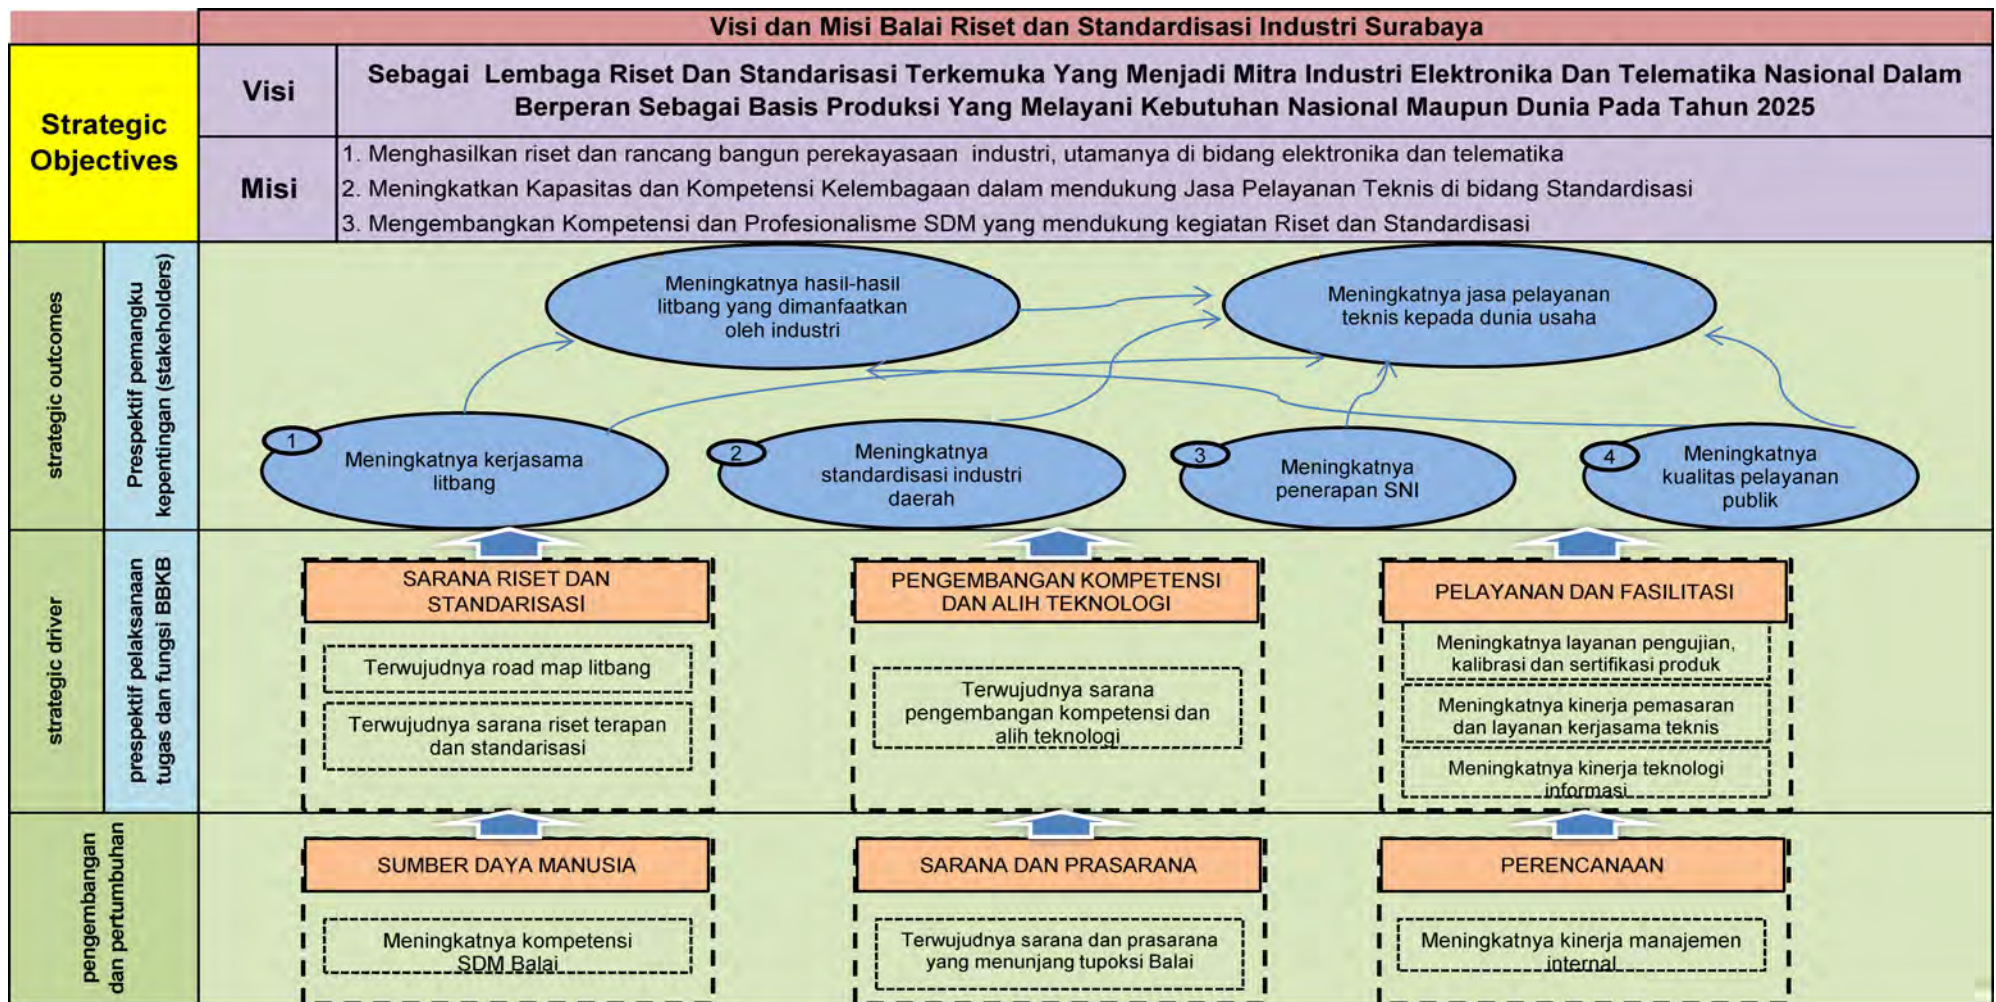 Visi dan Misi Balai Riset dan Standardisasi Industri Surabaya
Strategic
Objectives
Visi
Sebagai Lembaga Riset Dan Standarisasi Terkemuka Yang Menjadi Mitra Industri Elektronika Dan Telematika Nasional Dalam
Berperan Sebagai Basis Produksi Yang Melayani Kebutuhan Nasional Maupun Dunia Pada Tahun 2025
Misi
1. Menghasilkan riset dan rancang bangun perekayasaan industri, utamanya di bidang elektronika dan telematika
2. Meningkatkan Kapasitas dan Kompetensi Kelembagaan dalam mendukung Jasa Pelayanan Teknis di bidang Standardisasi
3. Mengembangkan Kompetensi dan Profesionalisme SDM yang mendukung kegiatan Riset dan Standardisasi
strategic outcomes
Prespektif pemangku
kepentingan (stakeholders)
Meningkatnya hasil-hasil
litbang yang dimanfaatkan
oleh industri
Meningkatnya jasa pelayanan
teknis kepada dunia usaha
1
Meningkatnya kerjasama
litbang
2
Meningkatnya
standardisasi industri
daerah
3
Meningkatnya
penerapan SNI
4
Meningkatnya
kualitas pelayanan
publik
strategic driver
prespektif pelaksanaan
tugas dan fungsi BBKB
SARANA RISET DAN
STANDARISASI
Terwujudnya road map litbang
Terwujudnya sarana riset terapan
dan standarisasi
PENGEMBANGAN KOMPETENSI
DAN ALIH TEKNOLOGI
Terwujudnya sarana
pengembangan kompetensi dan
alih teknologi
PELAYANAN DAN FASILITASI
Meningkatnya layanan pengujian,
kalibrasi dan sertifikasi produk
Meningkatnya kinerja pemasaran
dan layanan kerjasama teknis
Meningkatnya kinerja teknologi
informasi
pengembangan
dan pertumbuhan
SUMBER DAYA MANUSIA
Meningkatnya kompetensi
SDM Balai
SARANA DAN PRASARANA
Terwujudnya sarana dan prasarana
yang menunjang tupoksi Balai
PERENCANAAN
Meningkatnya kinerja manajemen
internal